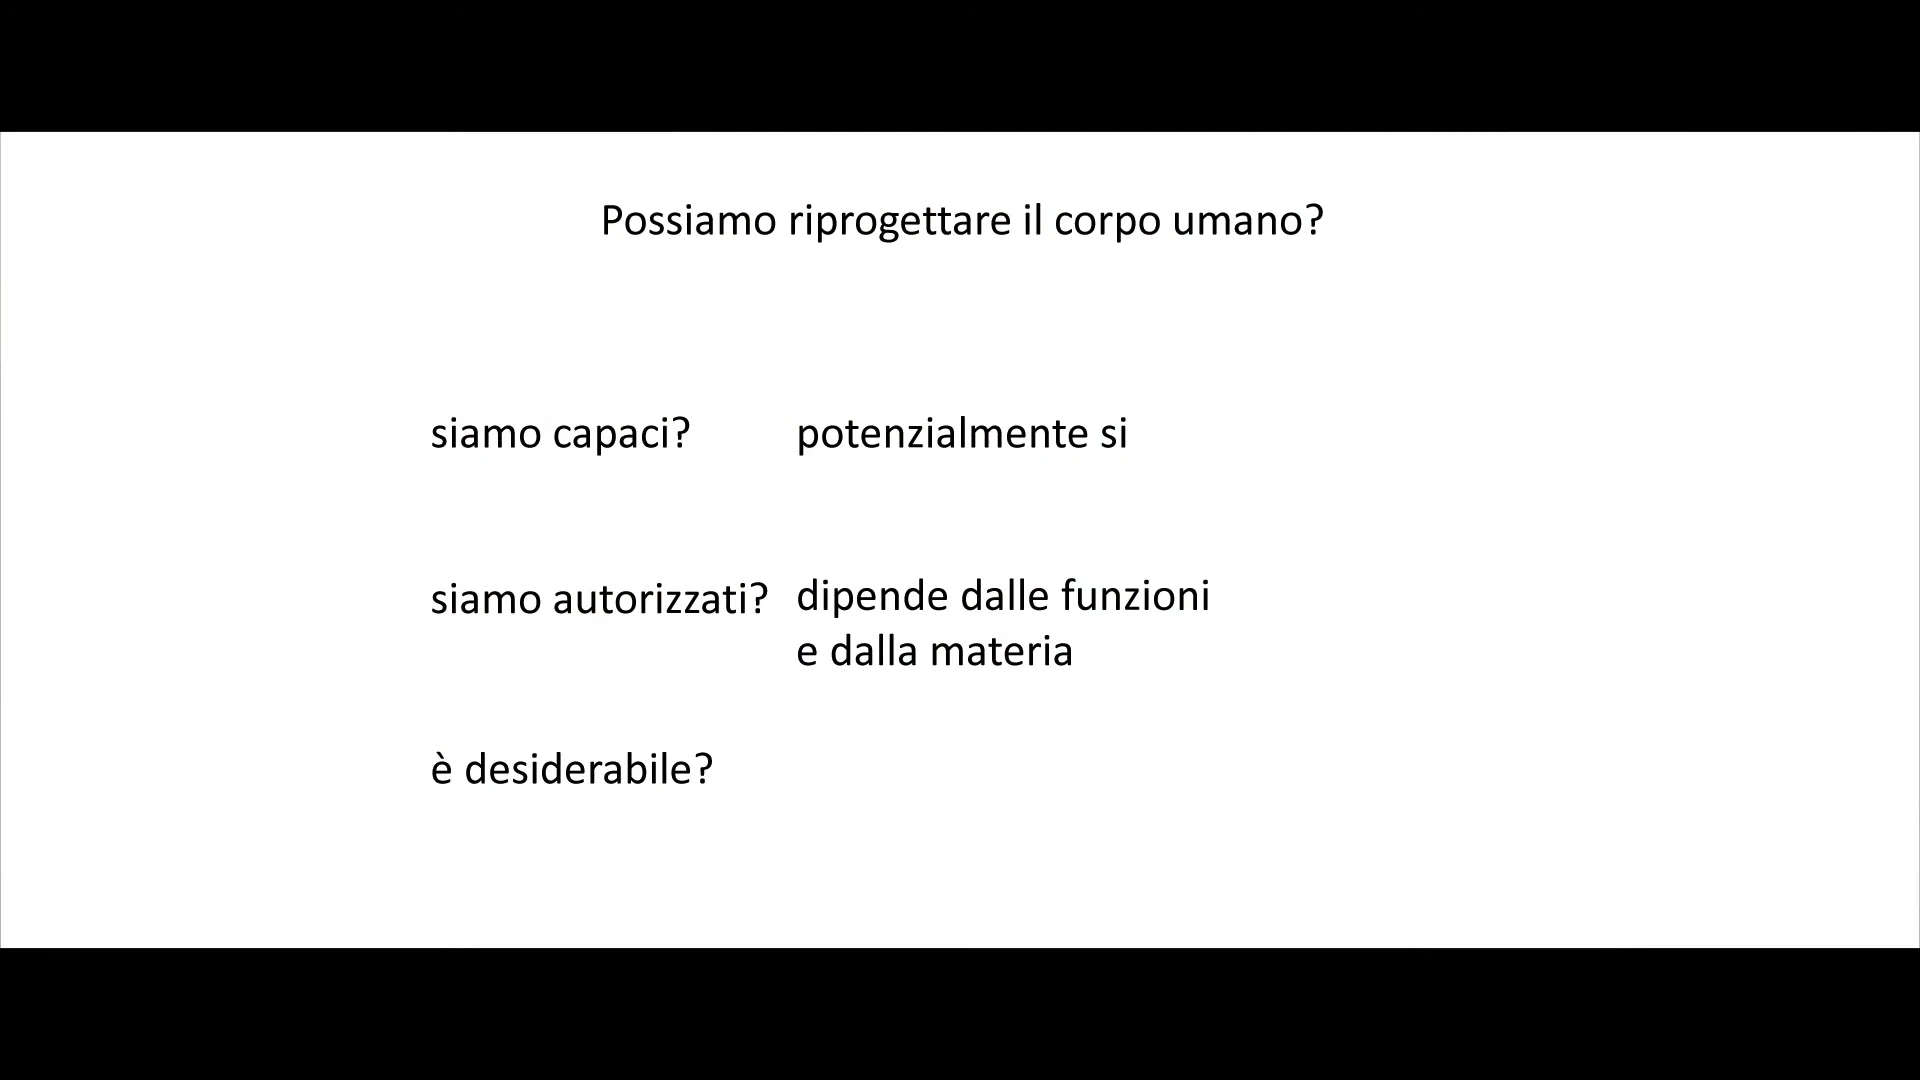 Possiamo riprogettare il corpo umano?
siamo capaci? potenzialmente si
siamo autorizzati? dipende dalle funzioni
e dalla materia
è desiderabile?